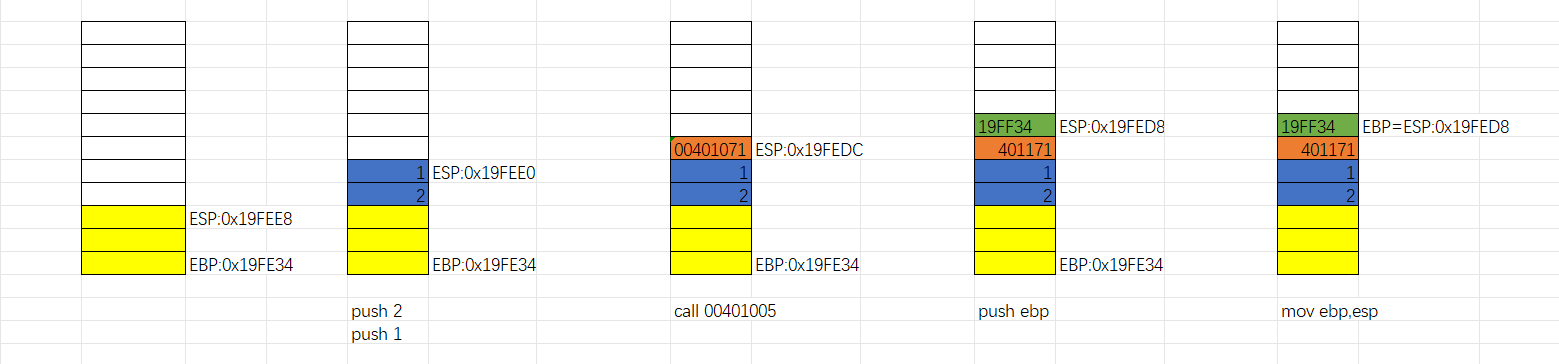 19FF34 ESP:0x19FED8 19FF34 EBP=ESP:0x19FED8
00401071 ESP:0x19FEDC 401171 401171
1 ESP:0x19FEE0 1 1 1
2 2 2 2
ESP:0x19FEE8
EBP:0x19FE34 EBP:0x19FE34 EBP:0x19FE34 EBP:0x19FE34
push 2 call 00401005 push ebp mov ebp,esp
push 1